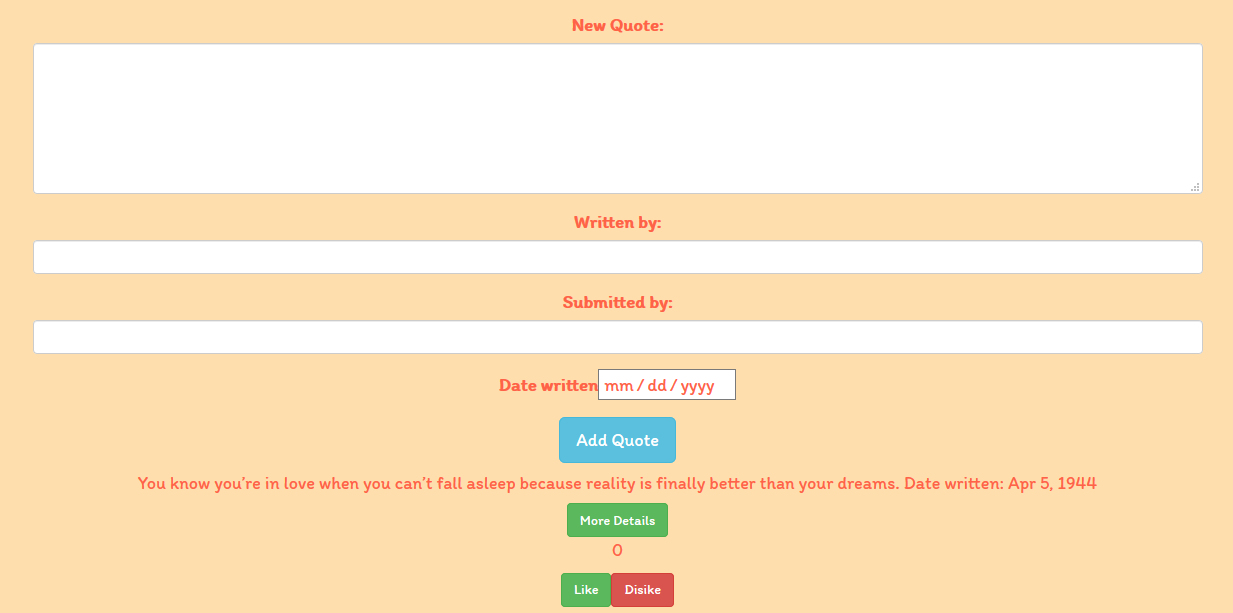 New Quote:
Written by:
Submitted by:
Date written mm / dd / yyyy
Add Quote
You know you're in love when you can't fall asleep because reality is finally better than your dreams. Date written: Apr 5, 1944
More Details
0
Like Disike